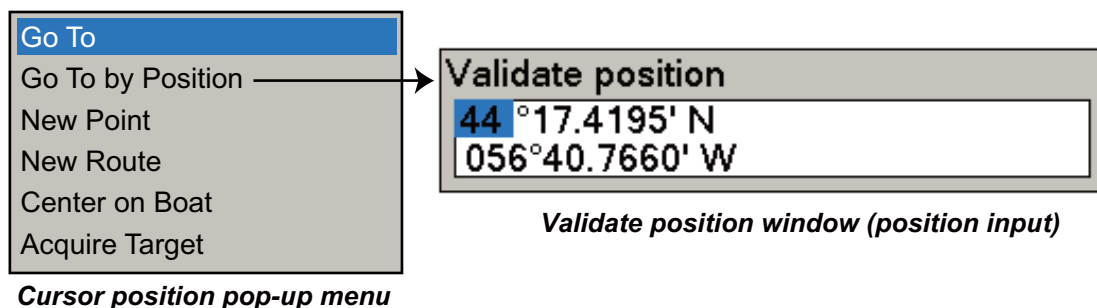 Go To
Go To by Position
New Point
New Route
Center on Boat
Acquire Target
Cursor position pop-up menu
Validate position
44 °17.4195' N
056°40.7660' W
Validate position window (position input)